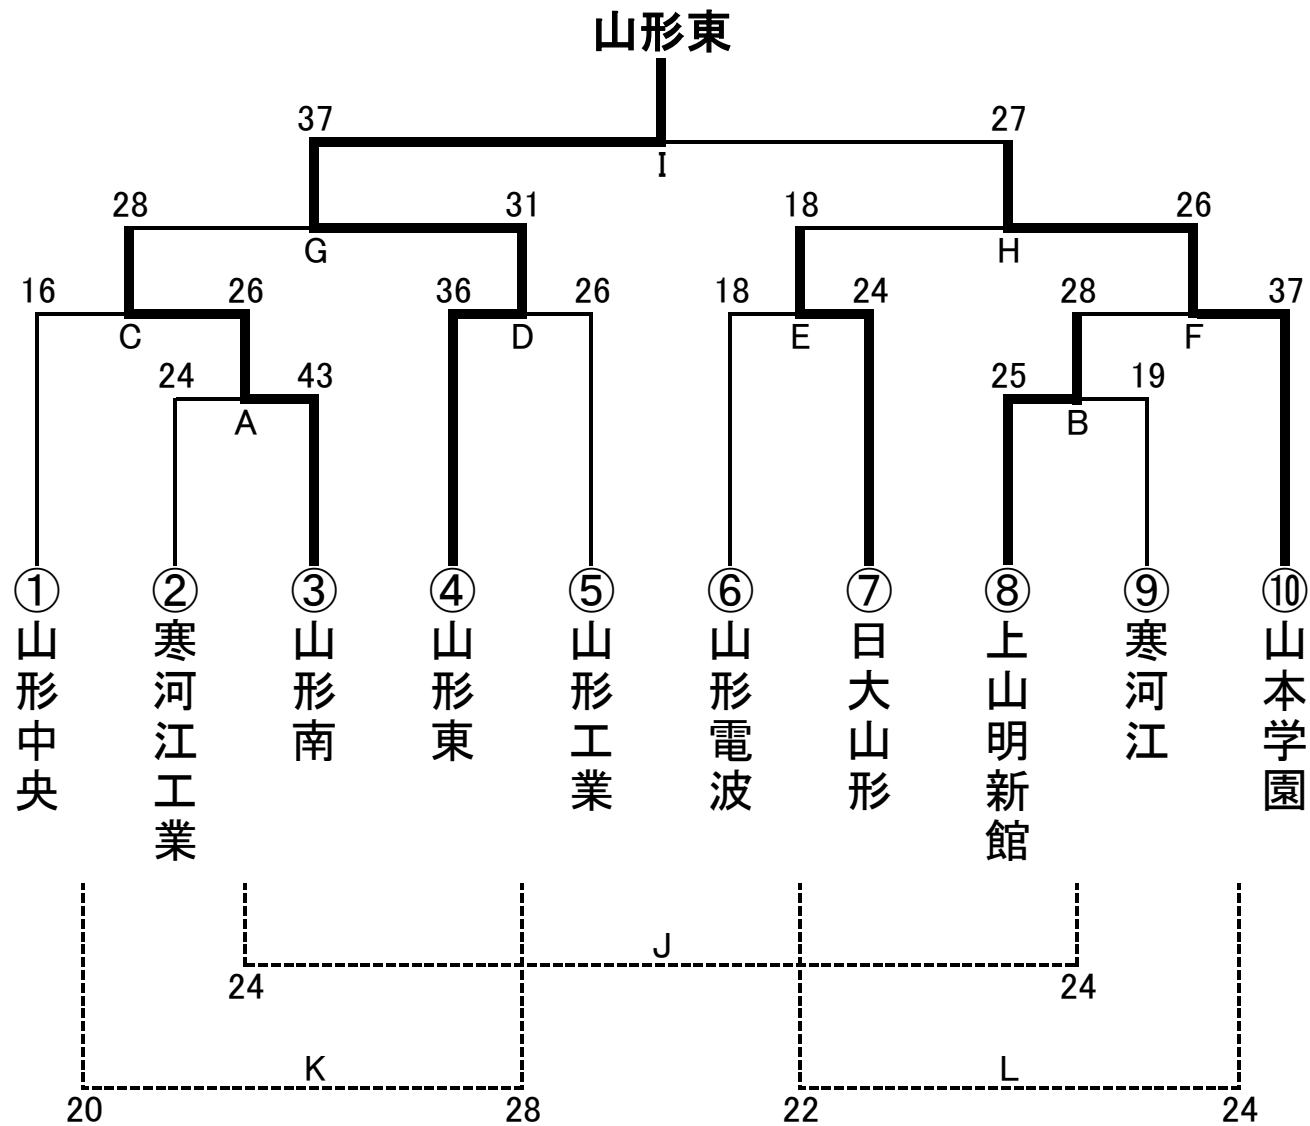 山形東
37 27
I
28 31 18 26
G H
16 26 36 26 18 24 28 37
C D E F
24 43 25 19
A B
① ② ③ ④ ⑤ ⑥ ⑦ ⑧ ⑨ ⑩
山形中央
寒河江工業
山形南
山形東
山形工業
山形電波
日大山形
上山明新館
寒河江
山本学園
J
24 24
K L
20 28 22 24